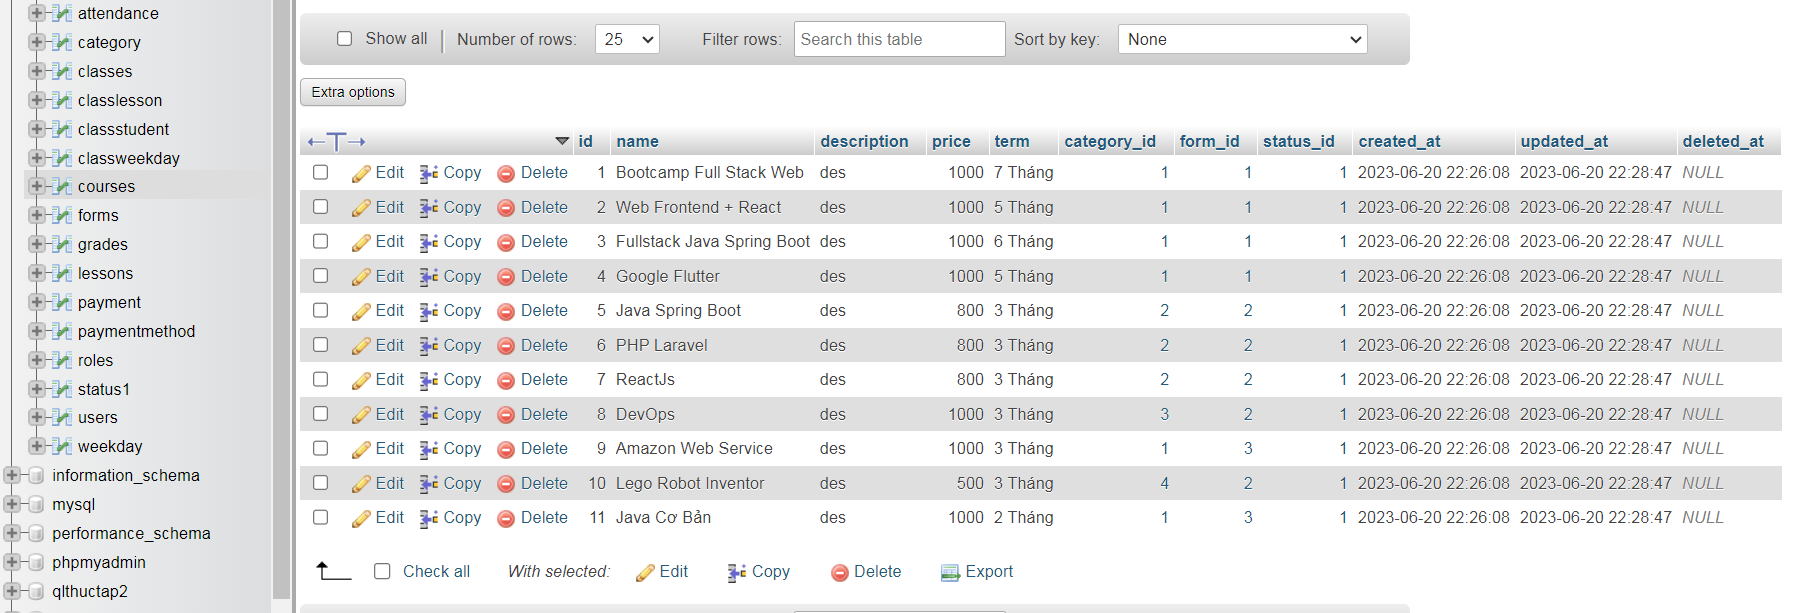 attendance
category
classes
classlesson
classstudent
classweekday
courses
forms
grades
lessons
payment
paymentmethod
roles
status1
users
weekday
information_schema
mysql
performance_schema
phpmyadmin
qlthuctap2
Show all Number of rows: 25 Filter rows: Search this table Sort by key: None
Extra options
id name description price term category_id form_id status_id created_at updated_at deleted_at
Edit Copy Delete 1 Bootcamp Full Stack Web des 1000 7 Tháng 1 1 1 2023-06-20 22:26:08 2023-06-20 22:28:47 NULL
Edit Copy Delete 2 Web Frontend + React des 1000 5 Tháng 1 1 1 2023-06-20 22:26:08 2023-06-20 22:28:47 NULL
Edit Copy Delete 3 Fullstack Java Spring Boot des 1000 6 Tháng 1 1 1 2023-06-20 22:26:08 2023-06-20 22:28:47 NULL
Edit Copy Delete 4 Google Flutter des 1000 5 Tháng 1 1 1 2023-06-20 22:26:08 2023-06-20 22:28:47 NULL
Edit Copy Delete 5 Java Spring Boot des 800 3 Tháng 2 2 1 2023-06-20 22:26:08 2023-06-20 22:28:47 NULL
Edit Copy Delete 6 PHP Laravel des 800 3 Tháng 2 2 1 2023-06-20 22:26:08 2023-06-20 22:28:47 NULL
Edit Copy Delete 7 ReactJs des 800 3 Tháng 2 2 1 2023-06-20 22:26:08 2023-06-20 22:28:47 NULL
Edit Copy Delete 8 DevOps des 1000 3 Tháng 3 2 1 2023-06-20 22:26:08 2023-06-20 22:28:47 NULL
Edit Copy Delete 9 Amazon Web Service des 1000 3 Tháng 1 3 1 2023-06-20 22:26:08 2023-06-20 22:28:47 NULL
Edit Copy Delete 10 Lego Robot Inventor des 500 3 Tháng 4 2 1 2023-06-20 22:26:08 2023-06-20 22:28:47 NULL
Edit Copy Delete 11 Java Cơ Bản des 1000 2 Tháng 1 3 1 2023-06-20 22:26:08 2023-06-20 22:28:47 NULL
Check all With selected: Edit Copy Delete Export